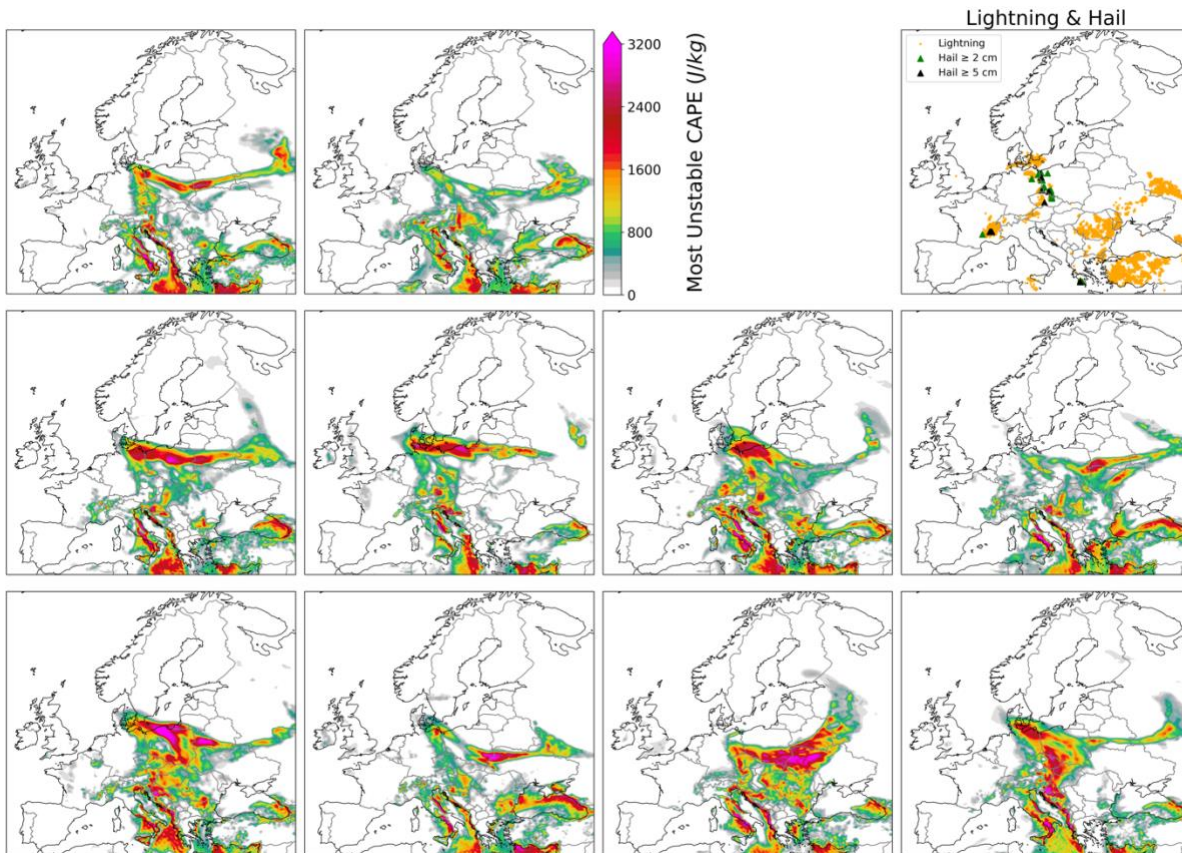 Lightning & Hail
Lightning
Hail ≥ 2 cm
Hail ≥ 5 cm
3200
2400
1600
800
0
Most Unstable CAPE (J/kg)